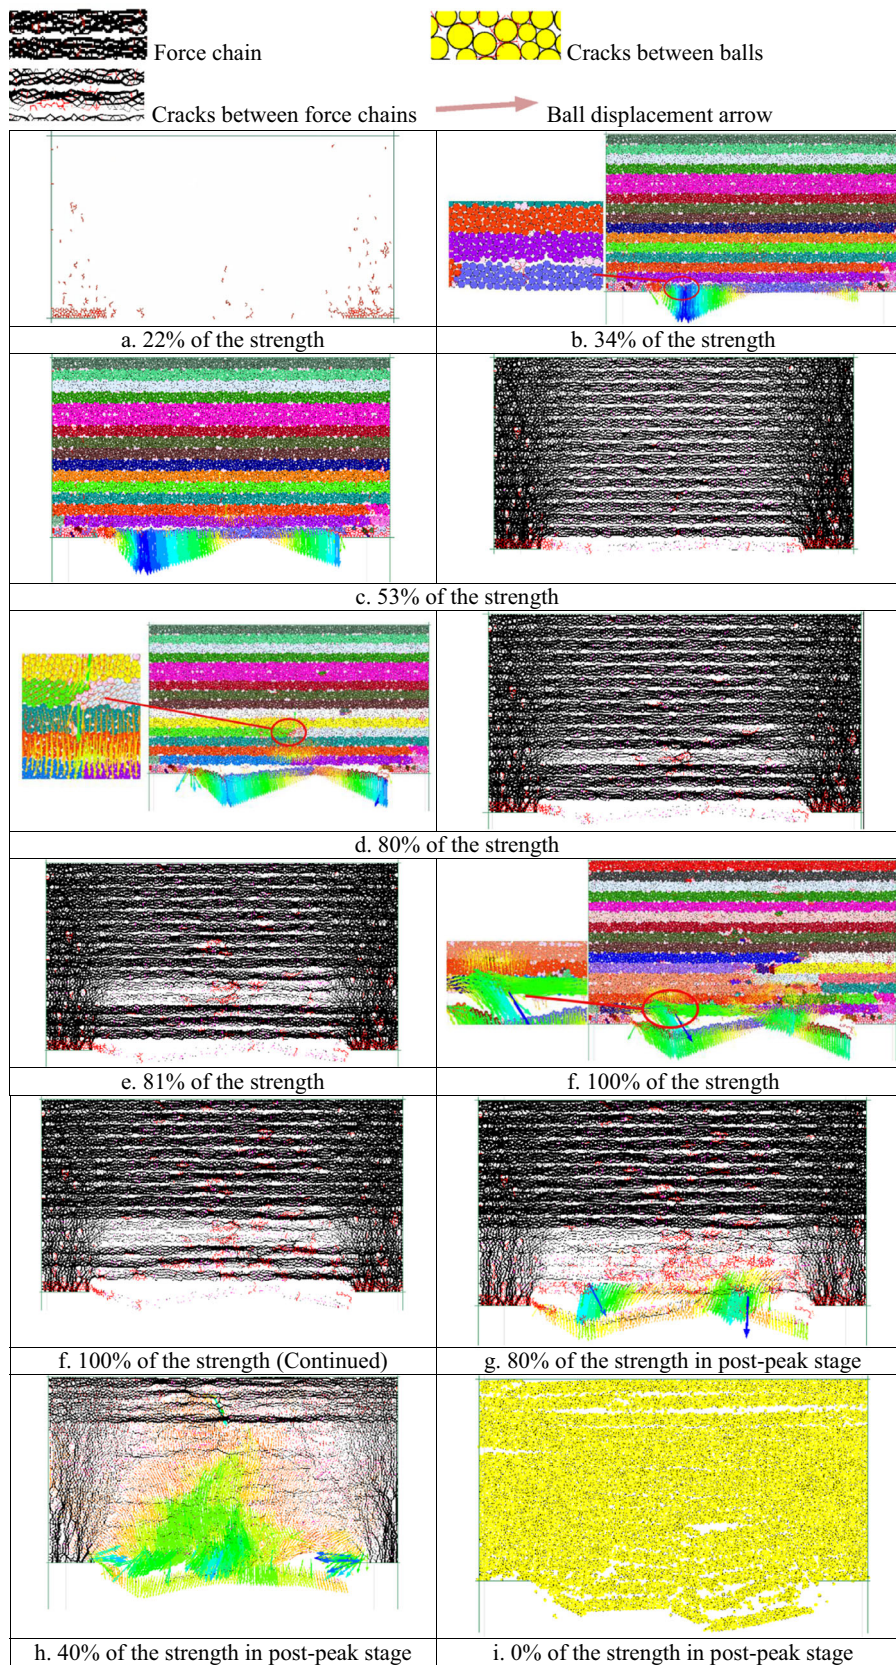 Force chain
Cracks between balls
Cracks between force chains
Ball displacement arrow
a. 22% of the strength
b. 34% of the strength
c. 53% of the strength
d. 80% of the strength
e. 81% of the strength
f. 100% of the strength
f. 100% of the strength (Continued)
g. 80% of the strength in post-peak stage
h. 40% of the strength in post-peak stage
i. 0% of the strength in post-peak stage